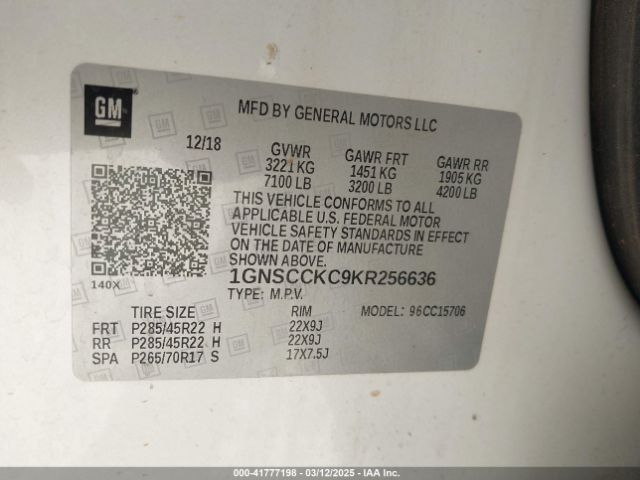 GM
MFD BY GENERAL MOTORS LLC
12/18
GVWR GAWR FRT GAWR RR
3221 KG 1451 KG 1905 KG
7100 LB 3200 LB 4200 LB
THIS VEHICLE CONFORMS TO ALL
APPLICABLE U.S. FEDERAL MOTOR
VEHICLE SAFETY STANDARDS IN EFFECT
ON THE DATE OF MANUFACTURE
SHOWN ABOVE.
1GNSCCKC9KR256636
140X
TYPE: M.P.V.
TIRE SIZE RIM MODEL: 96CC15706
FRT P285/45R22 H 22X9J
RR P285/45R22 H 22X9J
SPA P265/70R17 S 17X7.5J
000-41777198 - 03/12/2025 - IAA Inc.